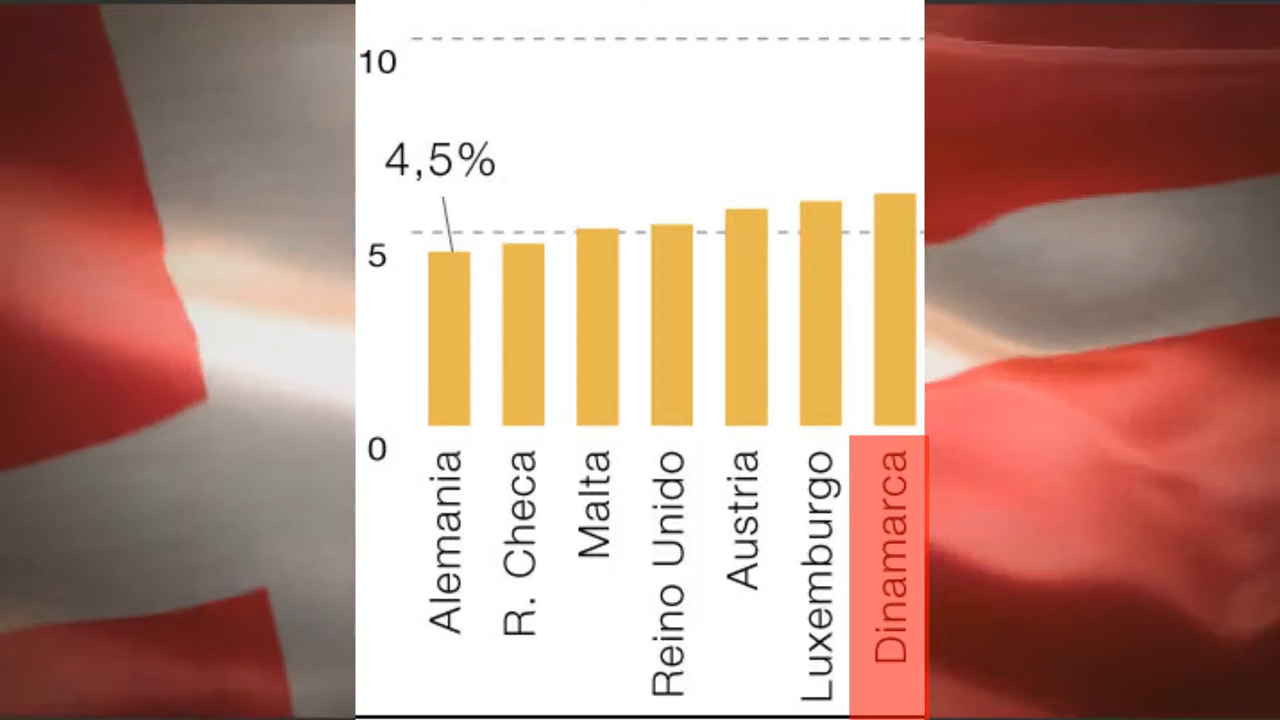 10
4,5%
5
0
Alemania
R. Checa
Malta
Reino Unido
Austria
Luxemburgo
Dinamarca